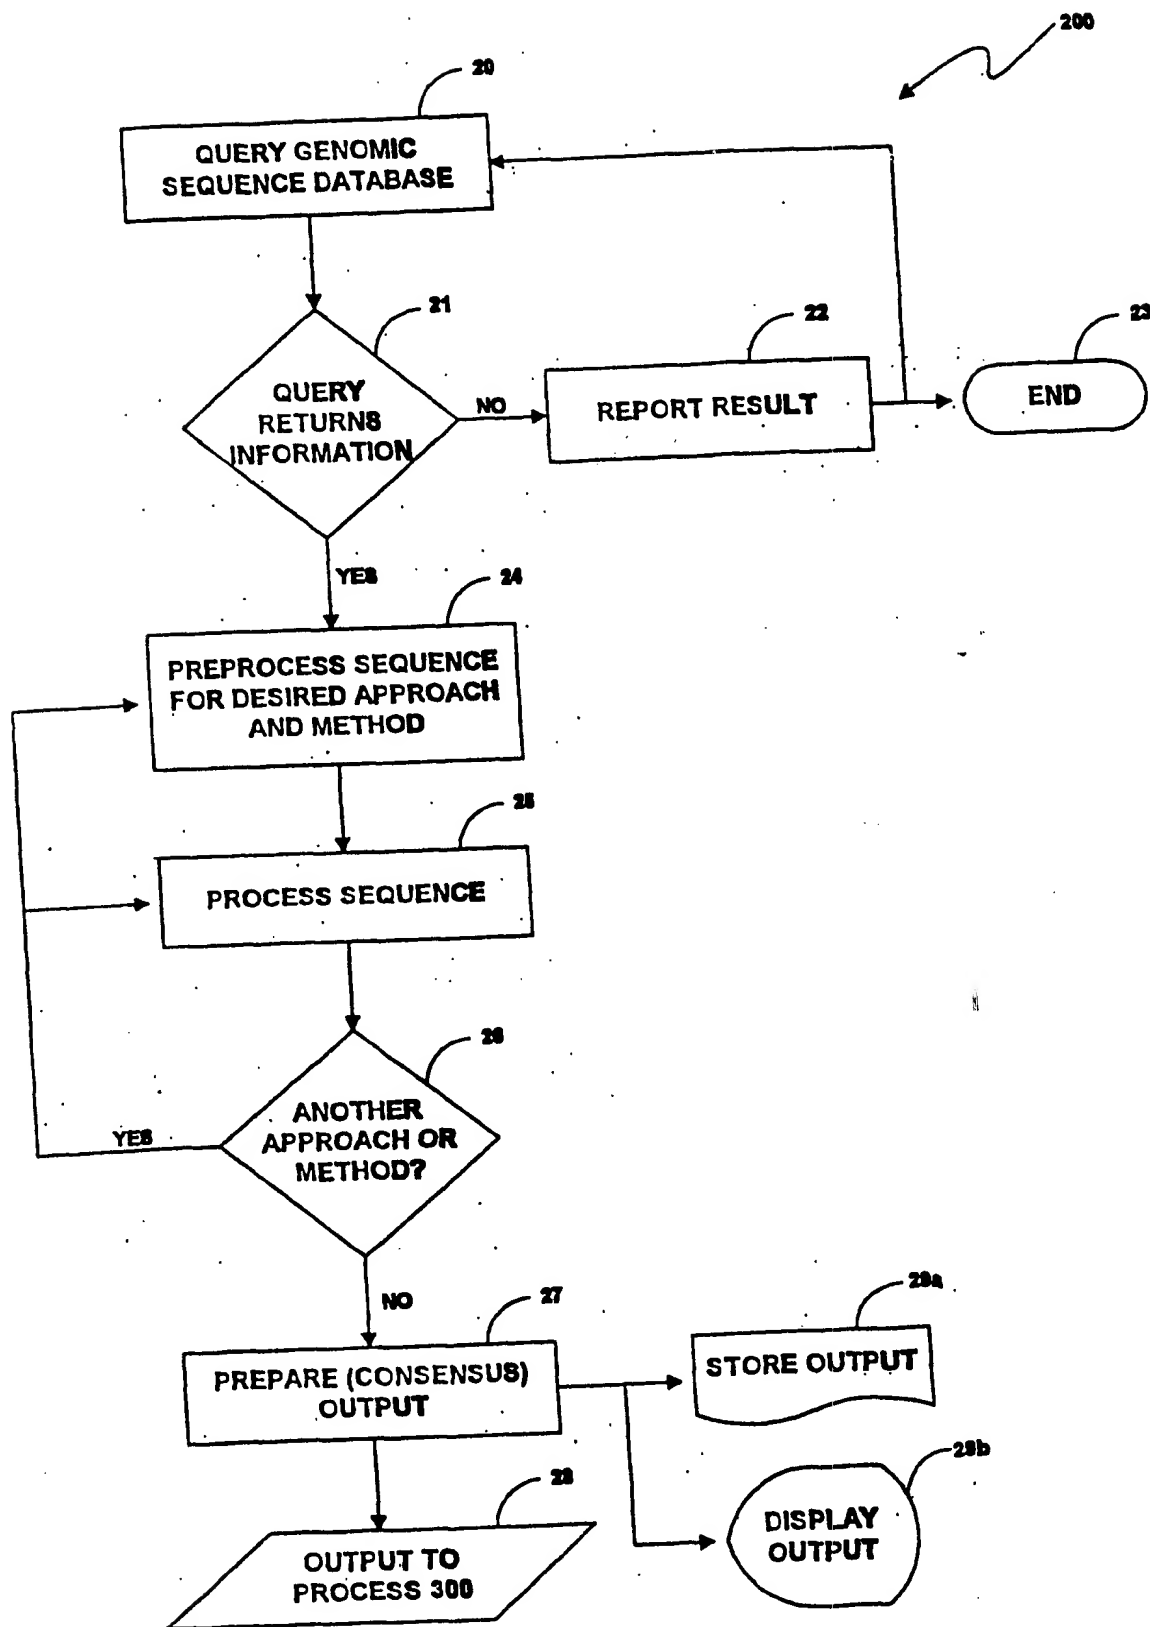 200
20
QUERY GENOMIC
SEQUENCE DATABASE
21
QUERY
RETURNS
INFORMATION
NO
22
REPORT RESULT
23
END
YES
24
PREPROCESS SEQUENCE
FOR DESIRED APPROACH
AND METHOD
25
PROCESS SEQUENCE
26
ANOTHER
APPROACH OR
METHOD?
YES
NO
27
PREPARE (CONSENSUS)
OUTPUT
29a
STORE OUTPUT
28
OUTPUT TO
PROCESS 300
29b
DISPLAY
OUTPUT